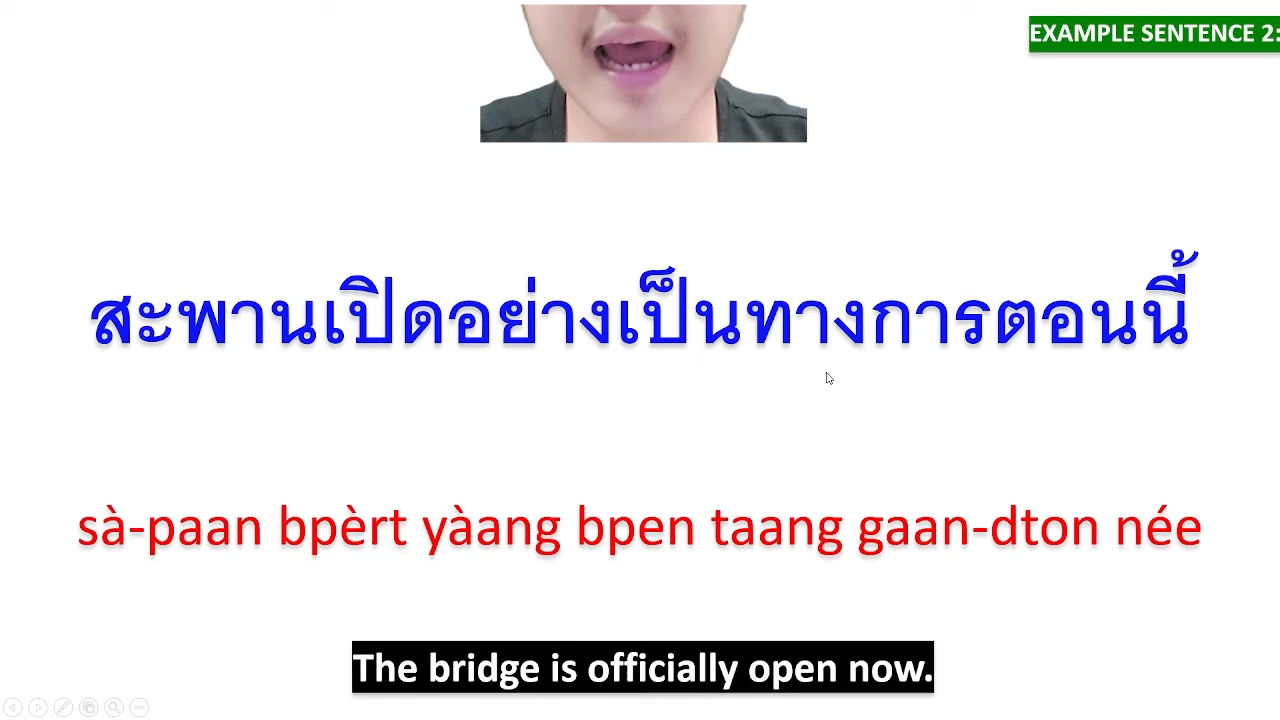 EXAMPLE SENTENCE 2:
สะพานเปิดอย่างเป็นทางการตอนนี้
sà-paan bpèrt yàang bpen taang gaan-dton née
The bridge is officially open now.